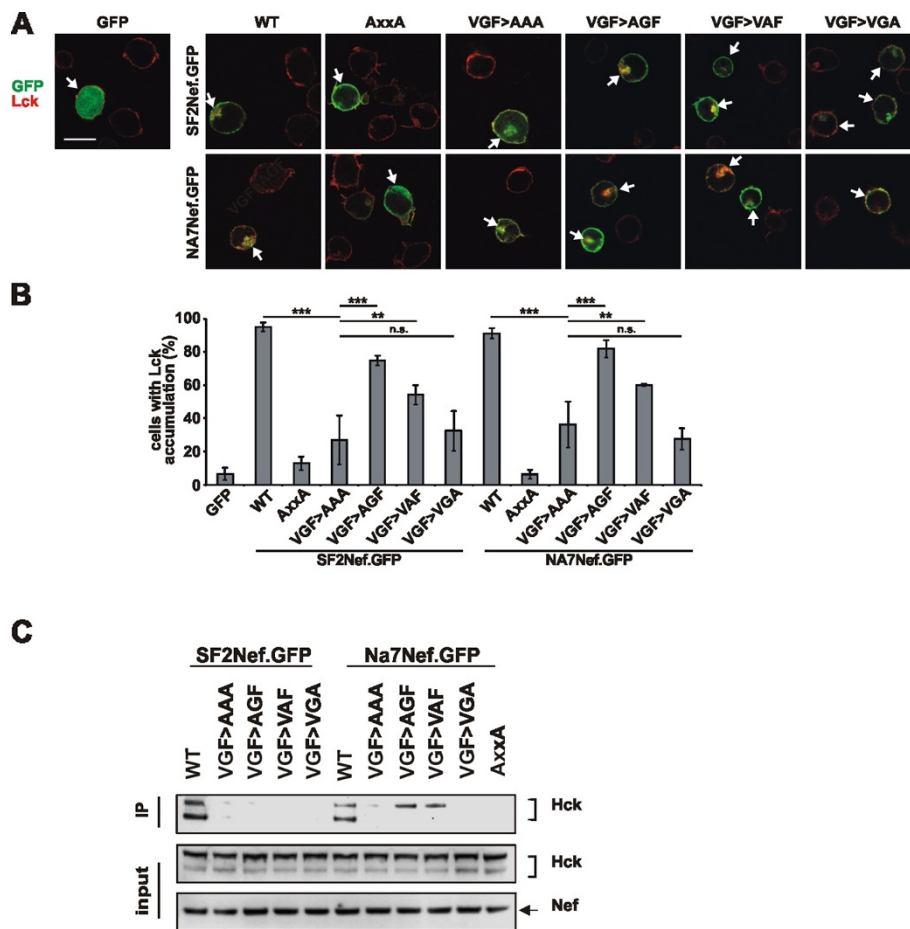 A
GFP
WT
AxxA
VGF>AAA
VGF>AGF
VGF>VAF
VGF>VGA
GFP
Lck
SF2Nef.GFP
NA7Nef.GFP
B
cells with Lck
accumulation (%)
100
80
60
40
20
0
*** *** ** n.s.
*** *** ** n.s.
GFP
WT
AxxA
VGF>AAA
VGF>AGF
VGF>VAF
VGF>VGA
WT
AxxA
VGF>AAA
VGF>AGF
VGF>VAF
VGF>VGA
SF2Nef.GFP
NA7Nef.GFP
C
SF2Nef.GFP
Na7Nef.GFP
WT
VGF>AAA
VGF>AGF
VGF>VAF
VGF>VGA
WT
VGF>AAA
VGF>AGF
VGF>VAF
VGF>VGA
AxxA
IP
Hck
input
Hck
Nef